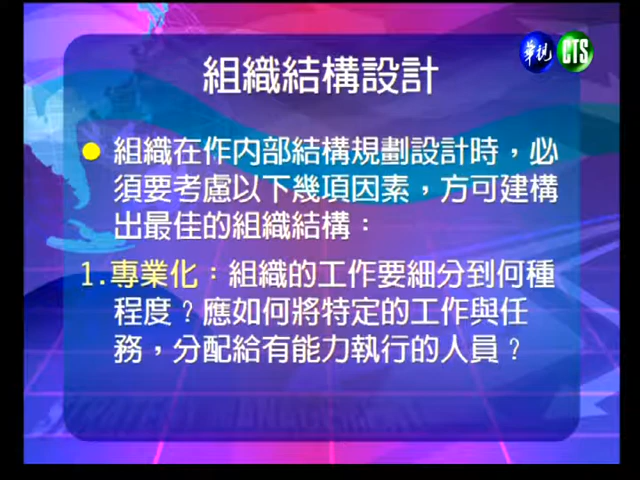 華視 CTS
組織結構設計
組織在作內部結構規劃設計時，必
須要考慮以下幾項因素，方可建構
出最佳的組織結構：
1.專業化：組織的工作要細分到何種
程度？應如何將特定的工作與任
務，分配給有能力執行的人員？